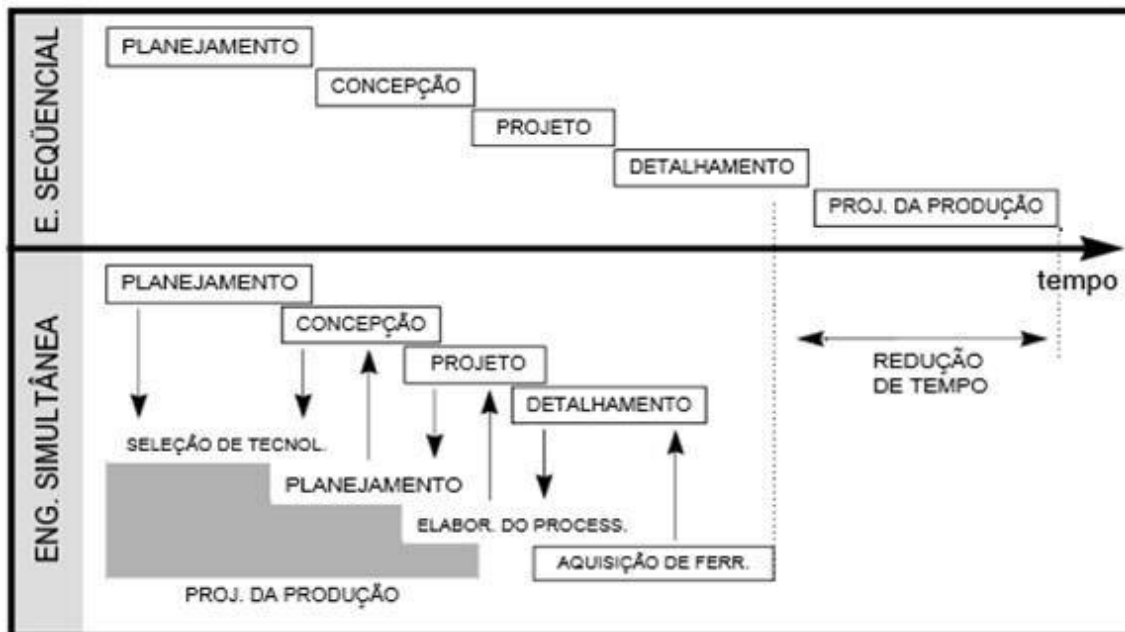 E. SEQÜENCIAL
PLANEJAMENTO
CONCEPÇÃO
PROJETO
DETALHAMENTO
PROJ. DA PRODUÇÃO
tempo
ENG. SIMULTÂNEA
PLANEJAMENTO
CONCEPÇÃO
PROJETO
DETALHAMENTO
REDUÇÃO
DE TEMPO
SELEÇÃO DE TECNOL.
PLANEJAMENTO
ELABOR. DO PROCESS.
AQUISIÇÃO DE FERR.
PROJ. DA PRODUÇÃO